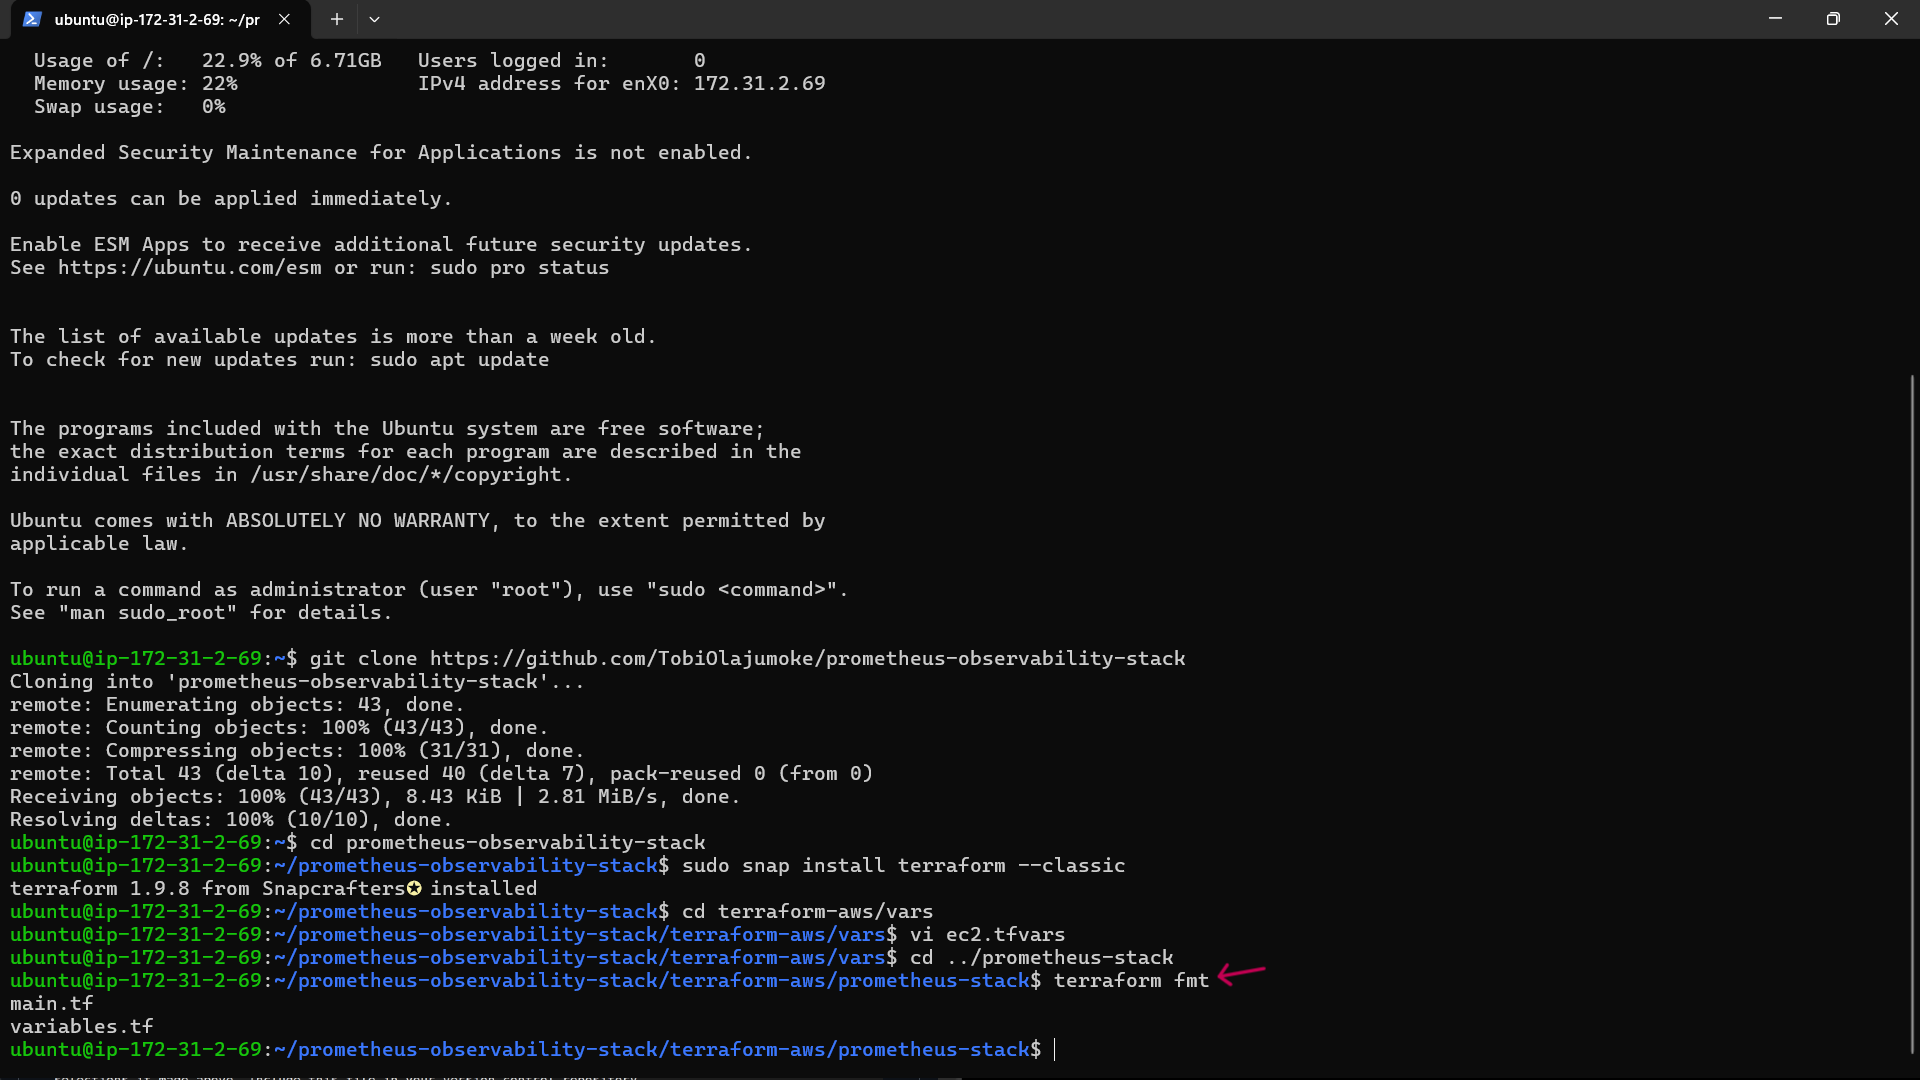 ubuntu@ip-172-31-2-69: ~/pr
Usage of /:   22.9% of 6.71GB   Users logged in:       0
Memory usage: 22%               IPv4 address for enX0: 172.31.2.69
Swap usage:   0%
Expanded Security Maintenance for Applications is not enabled.
0 updates can be applied immediately.
Enable ESM Apps to receive additional future security updates.
See https://ubuntu.com/esm or run: sudo pro status
The list of available updates is more than a week old.
To check for new updates run: sudo apt update
The programs included with the Ubuntu system are free software;
the exact distribution terms for each program are described in the
individual files in /usr/share/doc/*/copyright.
Ubuntu comes with ABSOLUTELY NO WARRANTY, to the extent permitted by
applicable law.
To run a command as administrator (user "root"), use "sudo <command>".
See "man sudo_root" for details.
ubuntu@ip-172-31-2-69:~$ git clone https://github.com/TobiOlajumoke/prometheus-observability-stack
Cloning into 'prometheus-observability-stack'...
remote: Enumerating objects: 43, done.
remote: Counting objects: 100% (43/43), done.
remote: Compressing objects: 100% (31/31), done.
remote: Total 43 (delta 10), reused 40 (delta 7), pack-reused 0 (from 0)
Receiving objects: 100% (43/43), 8.43 KiB | 2.81 MiB/s, done.
Resolving deltas: 100% (10/10), done.
ubuntu@ip-172-31-2-69:~$ cd prometheus-observability-stack
ubuntu@ip-172-31-2-69:~/prometheus-observability-stack$ sudo snap install terraform --classic
terraform 1.9.8 from Snapcrafters✪ installed
ubuntu@ip-172-31-2-69:~/prometheus-observability-stack$ cd terraform-aws/vars
ubuntu@ip-172-31-2-69:~/prometheus-observability-stack/terraform-aws/vars$ vi ec2.tfvars
ubuntu@ip-172-31-2-69:~/prometheus-observability-stack/terraform-aws/vars$ cd ../prometheus-stack
ubuntu@ip-172-31-2-69:~/prometheus-observability-stack/terraform-aws/prometheus-stack$ terraform fmt
main.tf
variables.tf
ubuntu@ip-172-31-2-69:~/prometheus-observability-stack/terraform-aws/prometheus-stack$